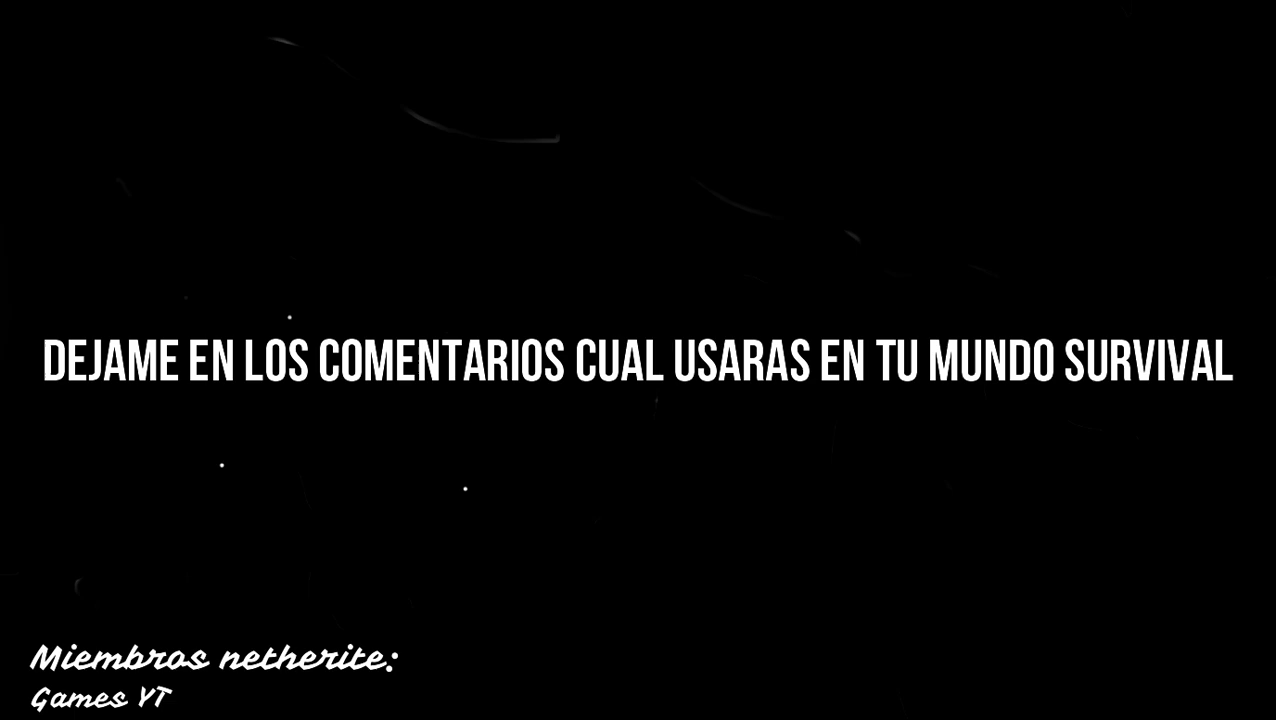 DEJAME EN LOS COMENTARIOS CUAL USARAS EN TU MUNDO SURVIVAL
Miembros netherite:
Games YT